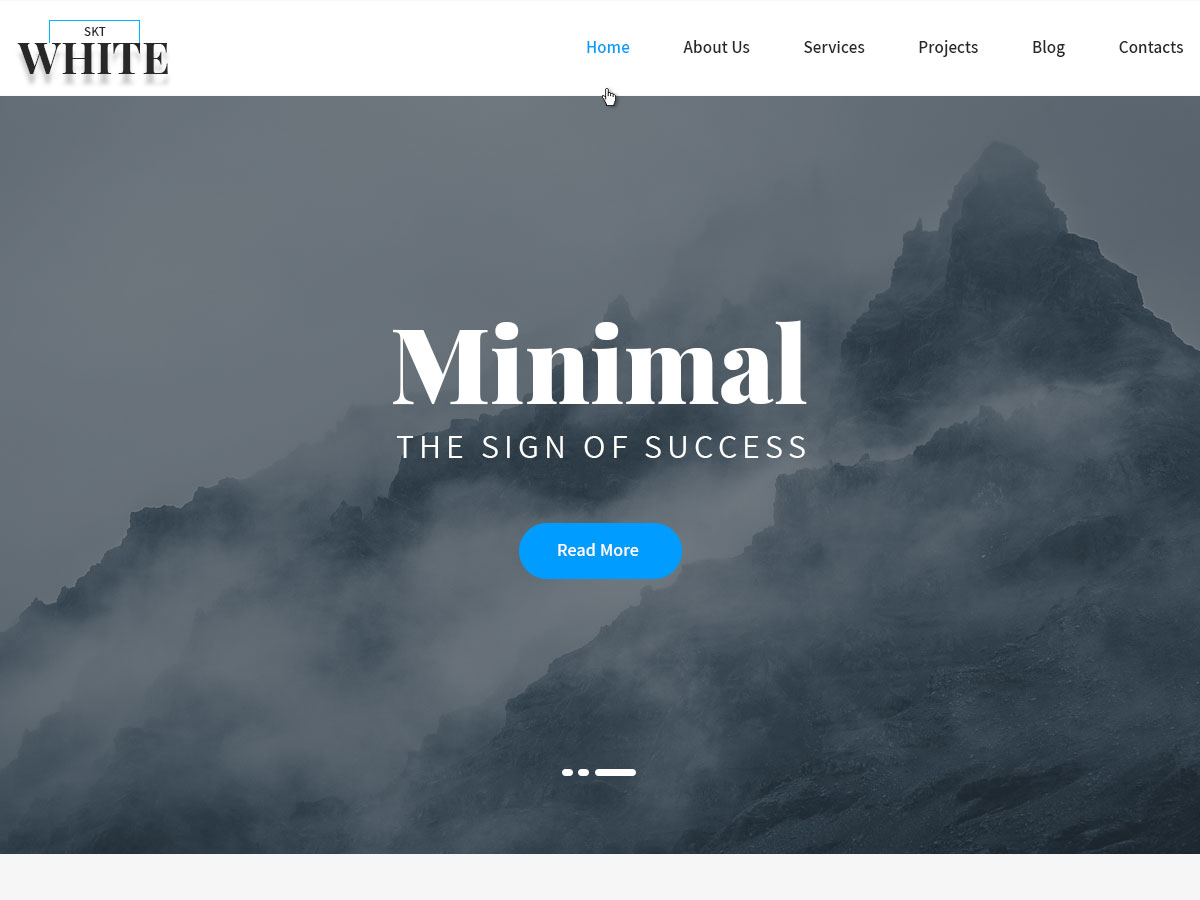 SKT
WHITE
Home About Us Services Projects Blog Contacts
Minimal
THE SIGN OF SUCCESS
Read More